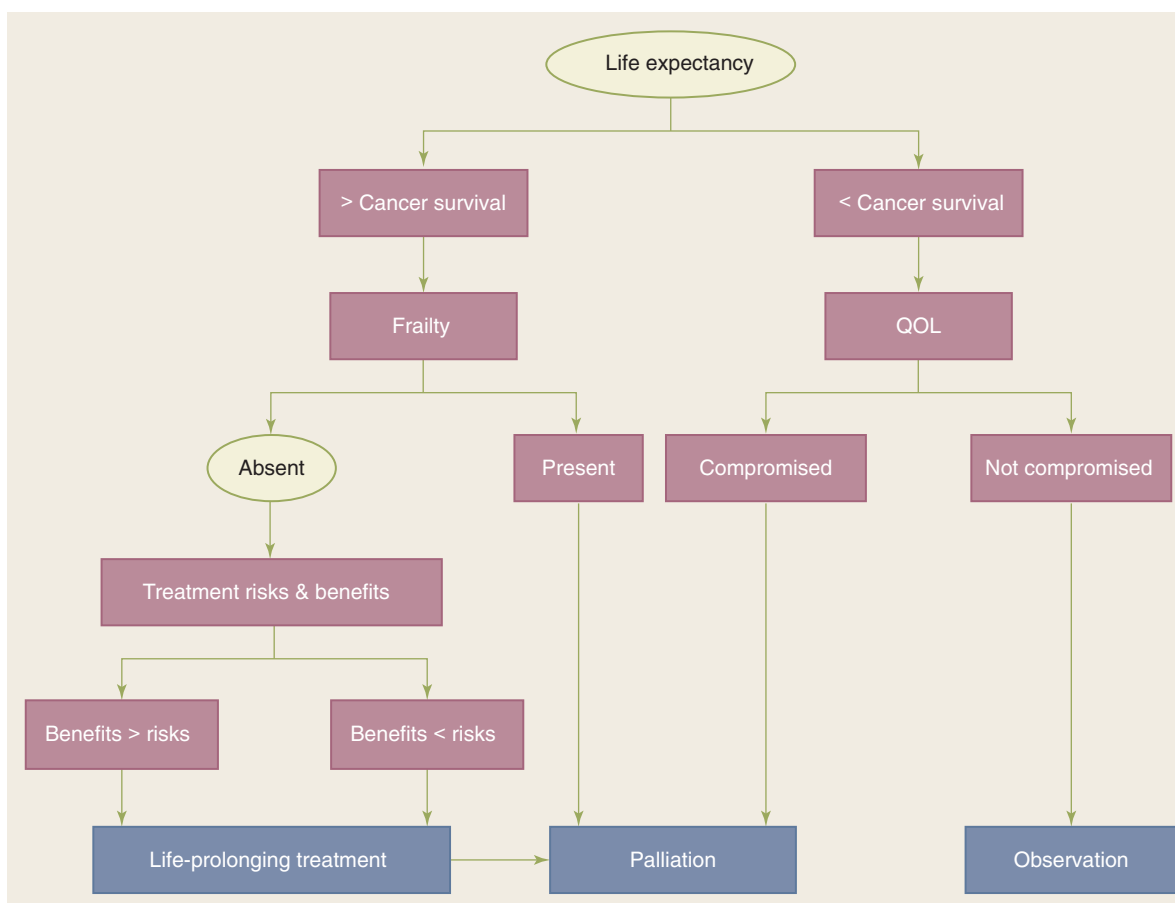 Life expectancy
> Cancer survival
< Cancer survival
Frailty
QOL
Absent
Present
Compromised
Not compromised
Treatment risks & benefits
Benefits > risks
Benefits < risks
Life-prolonging treatment
Palliation
Observation